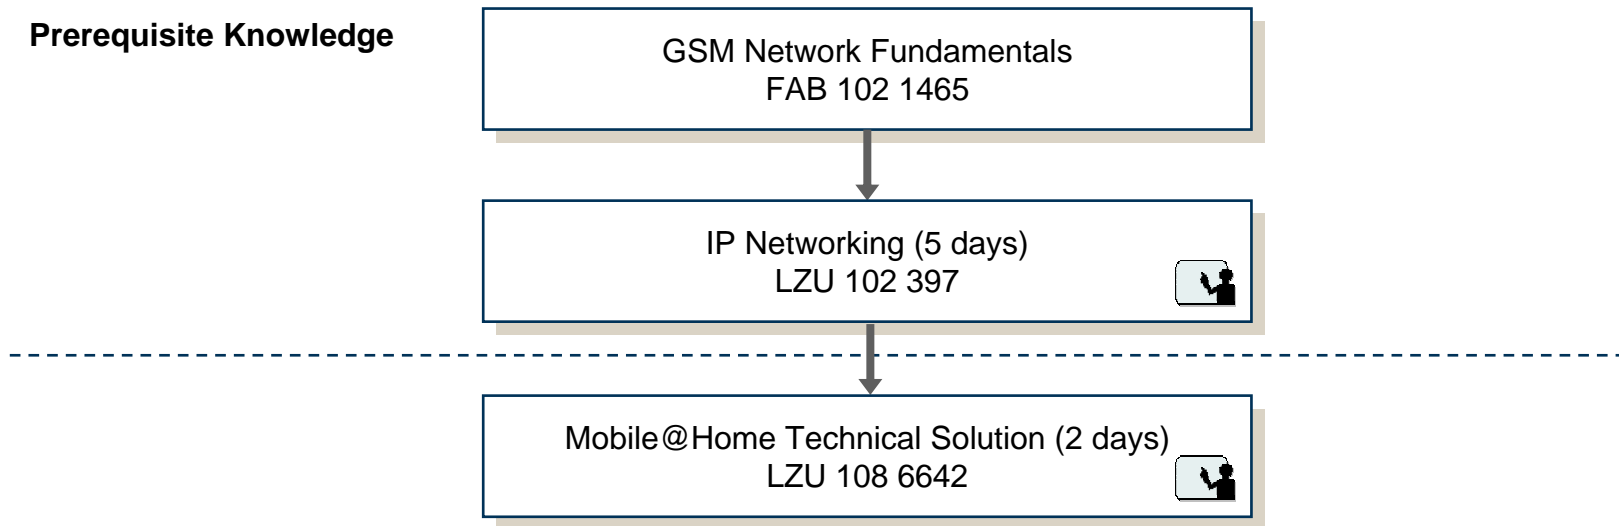 Prerequisite Knowledge
GSM Network Fundamentals
FAB 102 1465
IP Networking (5 days)
LZU 102 397
Mobile@Home Technical Solution (2 days)
LZU 108 6642